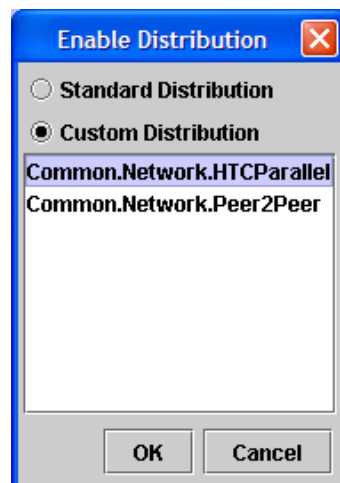 Enable Distribution
Standard Distribution
Custom Distribution
Common.Network.HTCParallel
Common.Network.Peer2Peer
OK Cancel